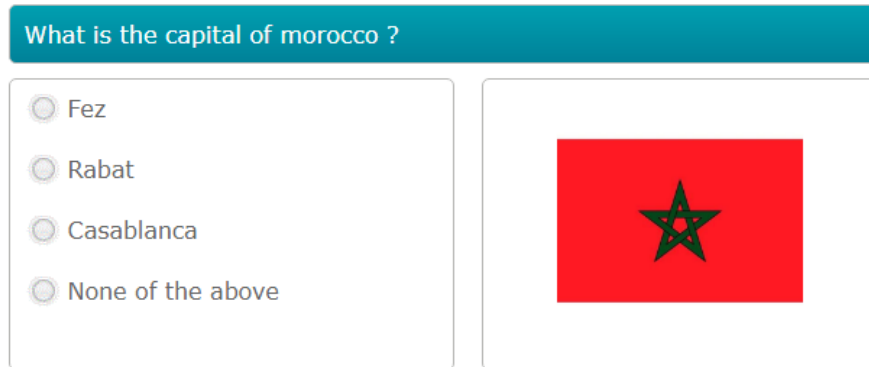 What is the capital of morocco ?
Fez
Rabat
Casablanca
None of the above